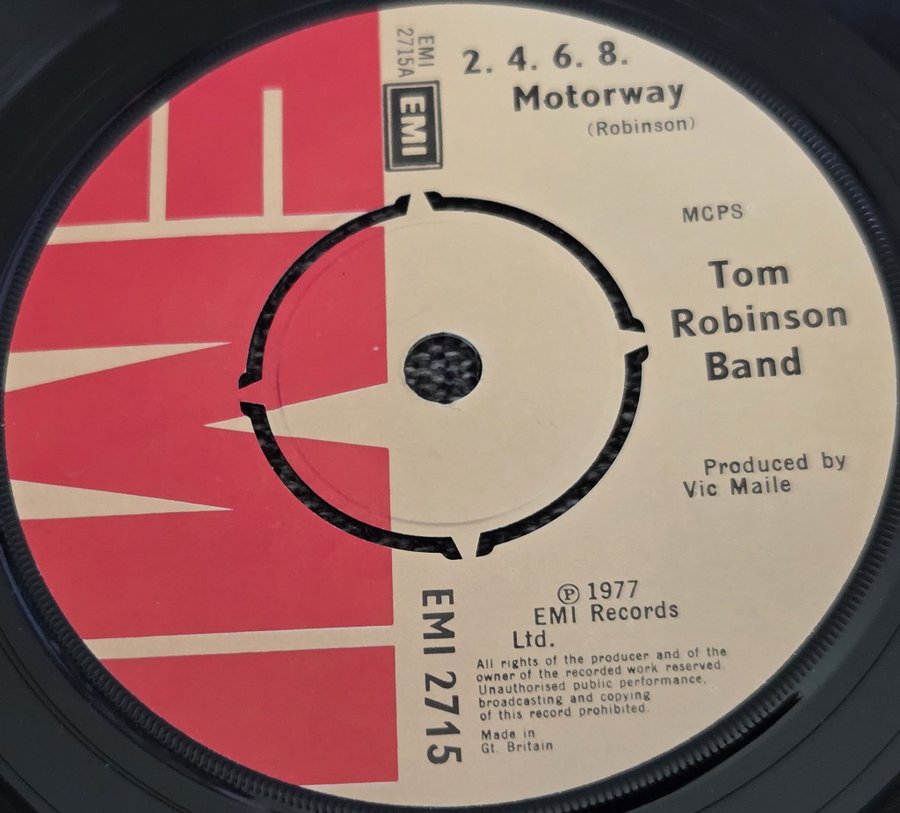 EMI
2715A
EMI
2. 4. 6. 8.
Motorway
(Robinson)
MCPS
Tom
Robinson
Band
Produced by
Vic Maile
℗ 1977
EMI Records
Ltd.
All rights of the producer and of the
owner of the recorded work reserved.
Unauthorised public performance,
broadcasting and copying
of this record prohibited.
Made in
Gt. Britain
EMI 2715
EMI